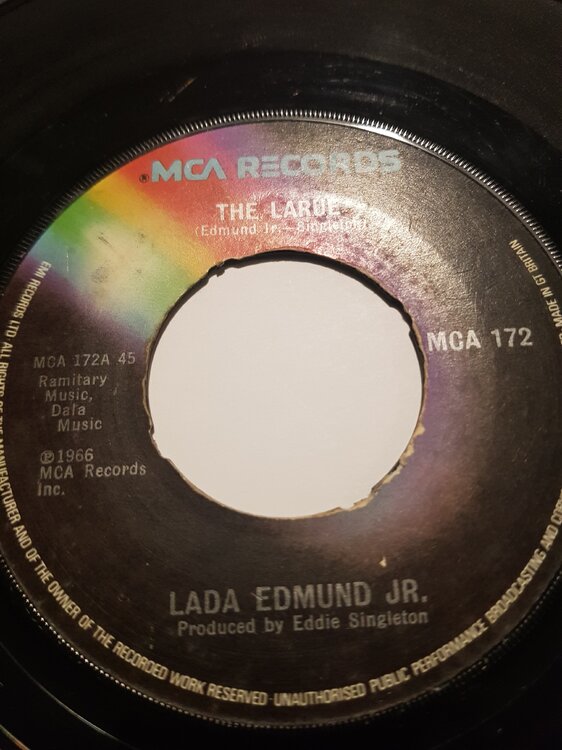 ®MCA RECORDS
THE LARUE
(Edmund Jr.–Singleton)
MCA 172
MCA 172A 45
Ramitary
Music,
Dala
Music
℗1966
MCA Records
Inc.
LADA EDMUND JR.
Produced by Eddie Singleton
EMI RECORDS LTD ALL RIGHTS OF THE MANUFACTURER AND OF THE OWNER OF THE RECORDED WORK RESERVED · UNAUTHORISED PUBLIC PERFORMANCE BROADCASTING AND
MADE IN GT BRITAIN